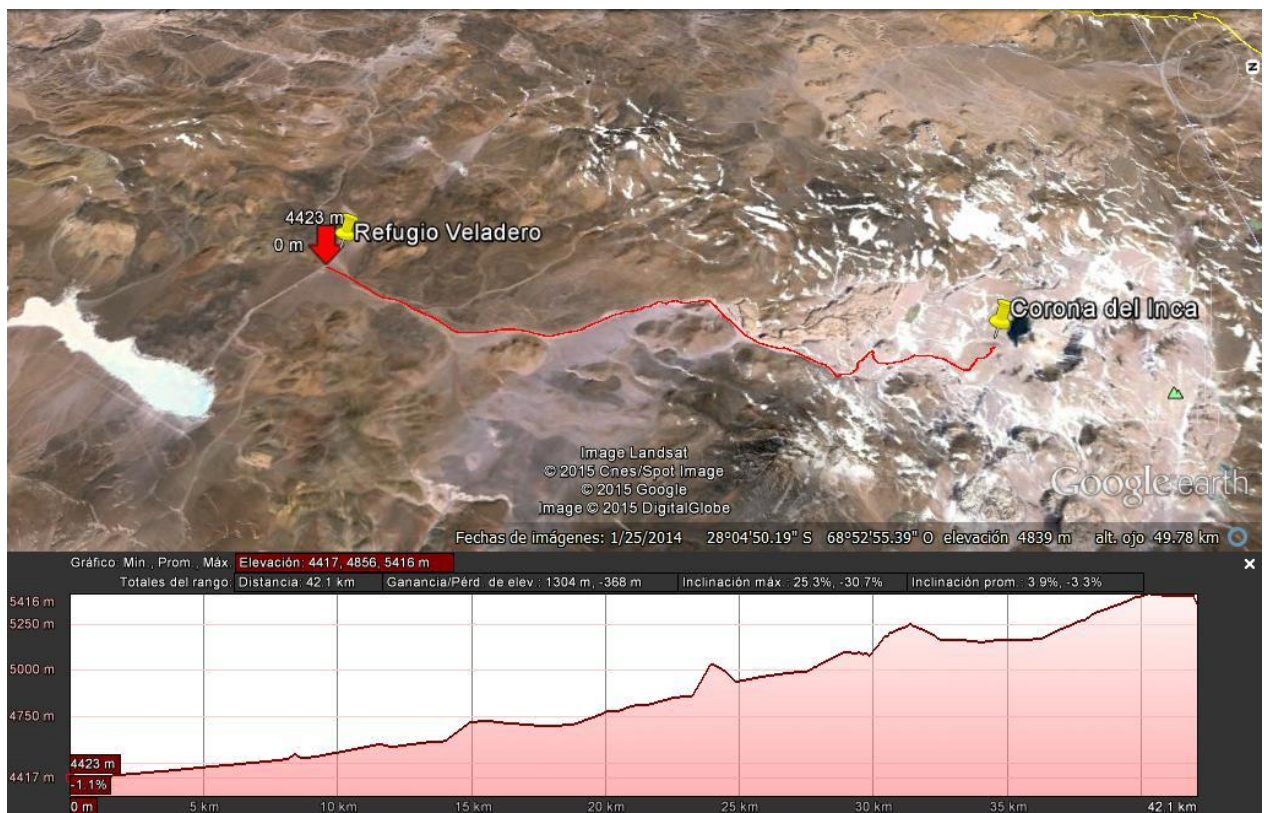 N
4423 m
0 m
Refugio Veladero
Corona del Inca
Image Landsat
© 2015 Cnes/Spot Image
© 2015 Google
Image © 2015 DigitalGlobe
Google earth
Fechas de imágenes: 1/25/2014 28°04'50.19" S 68°52'55.39" O elevación 4839 m alt. ojo 49.78 km
Gráfico: Mín., Prom., Máx. Elevación: 4417, 4856, 5416 m
Totales del rango: Distancia: 42.1 km Ganancia/Pérd. de elev.: 1304 m, -368 m Inclinación máx.: 25.3%, -30.7% Inclinación prom.: 3.9%, -3.3%
5416 m
5250 m
5000 m
4750 m
4423 m
4417 m
-1.1%
0 m 5 km 10 km 15 km 20 km 25 km 30 km 35 km 42.1 km